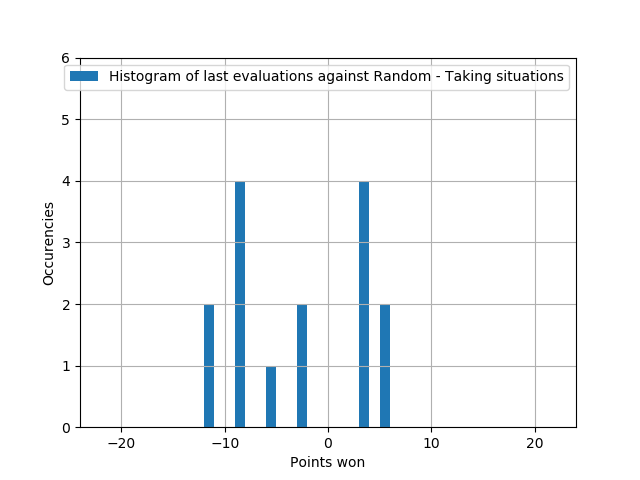 6
Histogram of last evaluations against Random - Taking situations
5
4
3
2
1
0
−20 −10 0 10 20
Occurencies
Points won